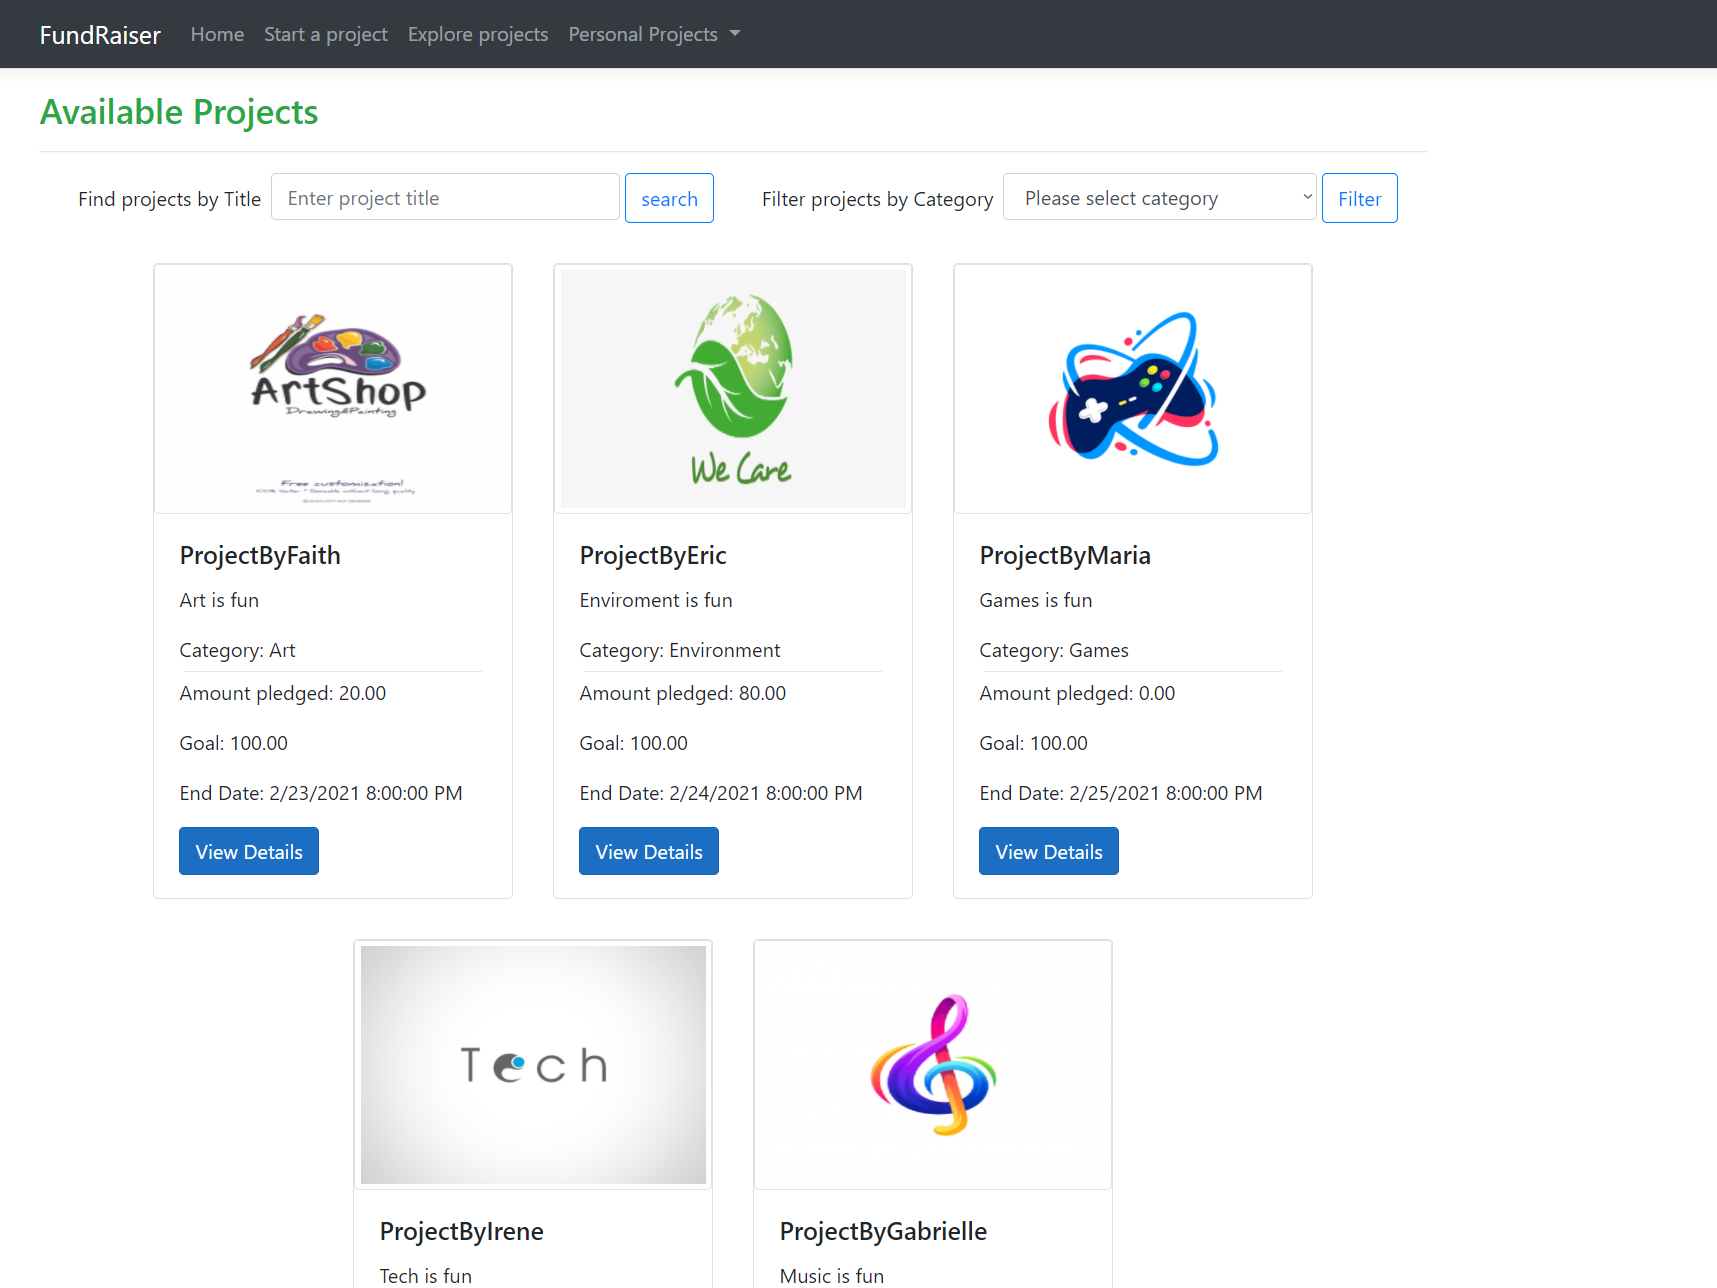 FundRaiser Home Start a project Explore projects Personal Projects
Available Projects
Find projects by Title Enter project title search Filter projects by Category Please select category Filter
ArtShop
Drawing&Painting
Free customization!
We Care
ProjectByFaith
Art is fun
Category: Art
Amount pledged: 20.00
Goal: 100.00
End Date: 2/23/2021 8:00:00 PM
View Details
ProjectByEric
Enviroment is fun
Category: Environment
Amount pledged: 80.00
Goal: 100.00
End Date: 2/24/2021 8:00:00 PM
View Details
ProjectByMaria
Games is fun
Category: Games
Amount pledged: 0.00
Goal: 100.00
End Date: 2/25/2021 8:00:00 PM
View Details
Tech
ProjectByIrene
Tech is fun
ProjectByGabrielle
Music is fun